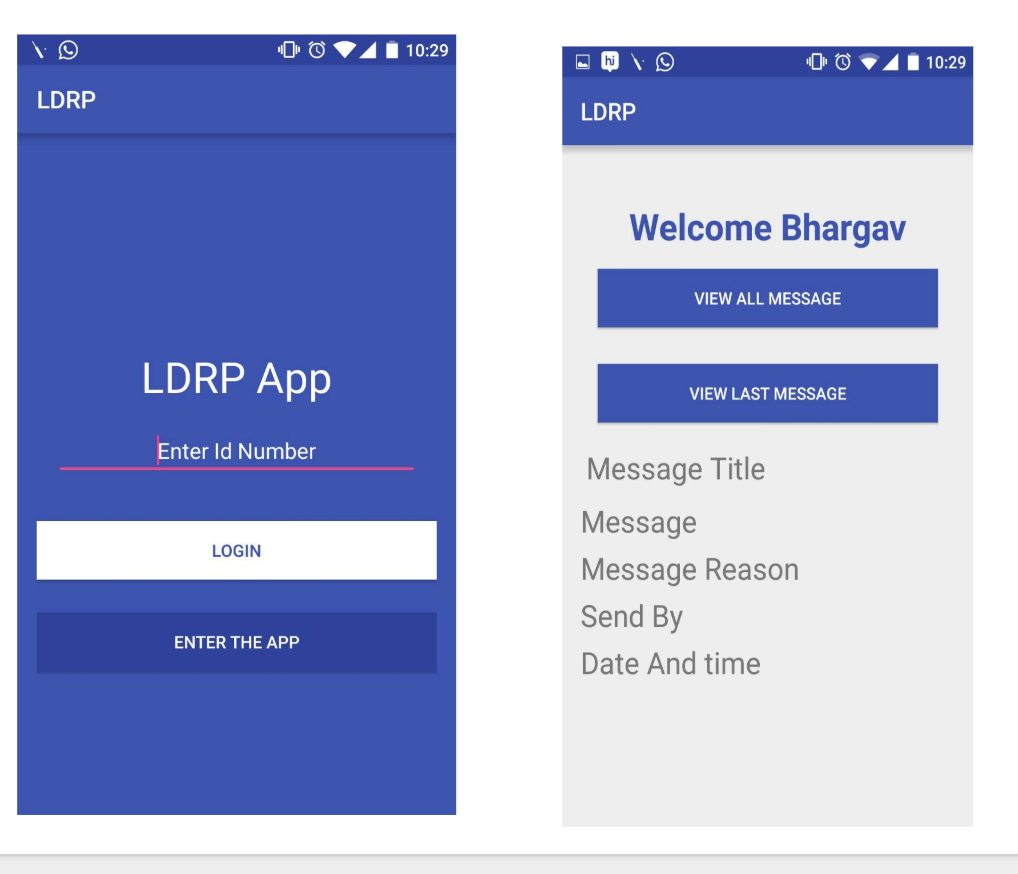 10:29
LDRP
LDRP App
Enter Id Number
LOGIN
ENTER THE APP
hi
10:29
LDRP
Welcome Bhargav
VIEW ALL MESSAGE
VIEW LAST MESSAGE
Message Title
Message
Message Reason
Send By
Date And time